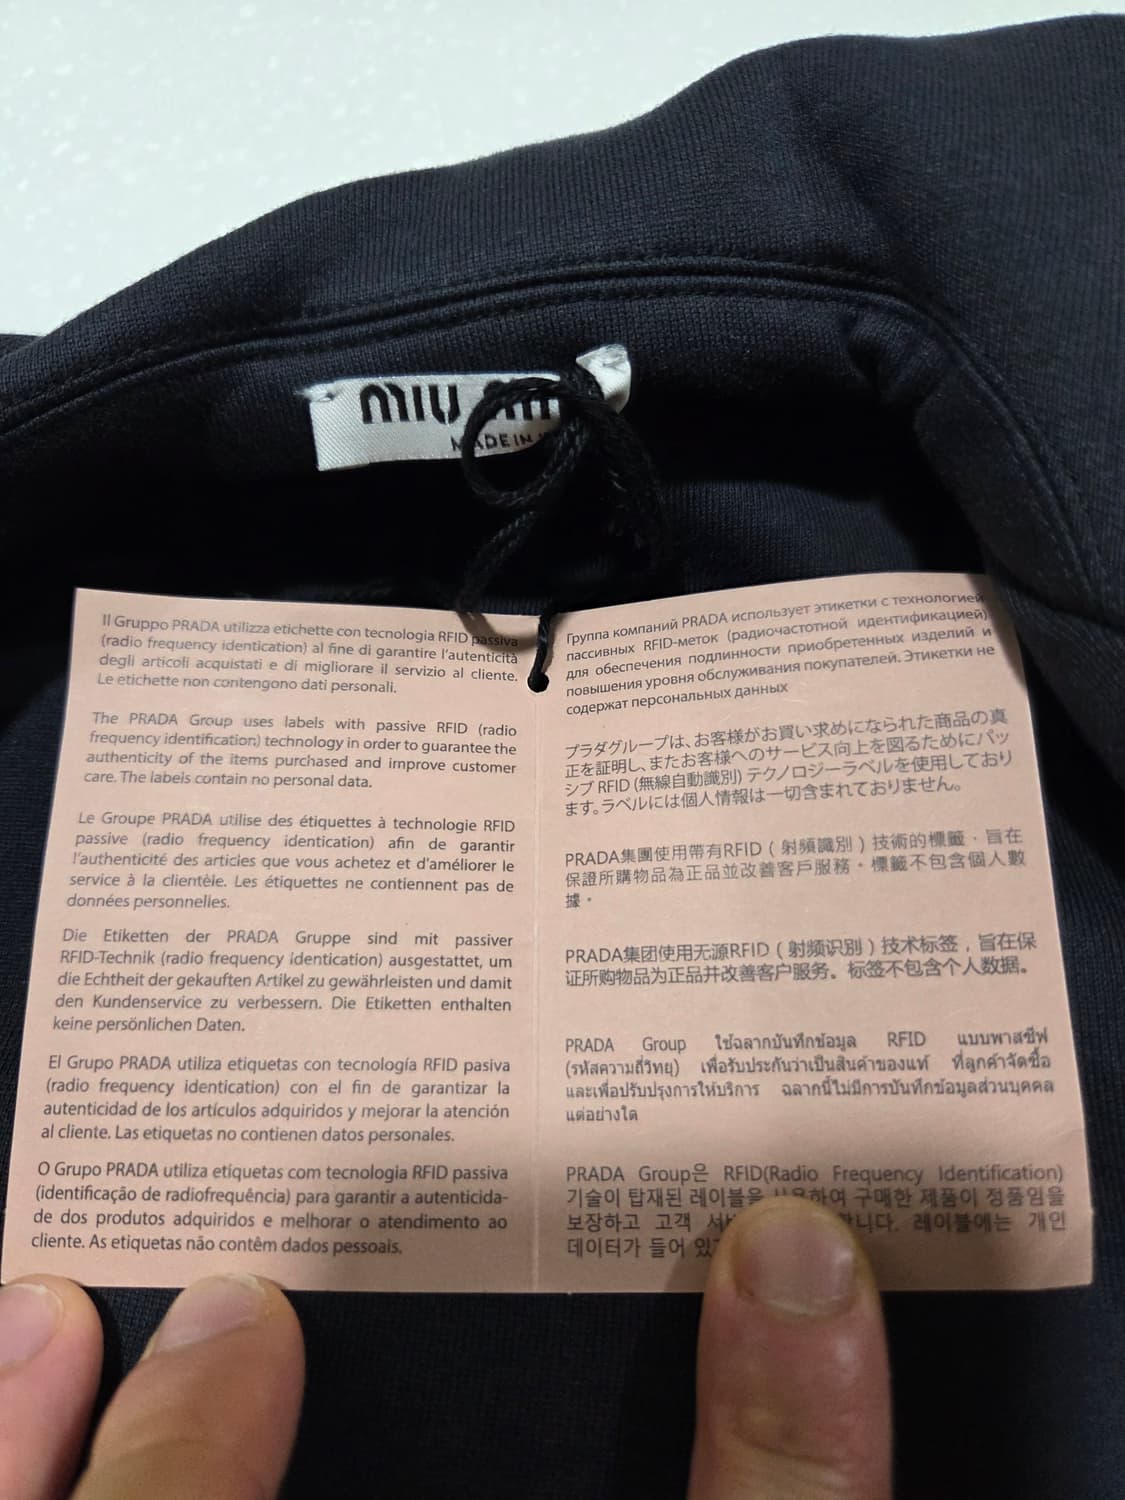 MIU
MADE IN
Il Gruppo PRADA utilizza etichette con tecnologia RFID passiva
(radio frequency identication) al fine di garantire l'autenticità
degli articoli acquistati e di migliorare il servizio al cliente.
Le etichette non contengono dati personali.
The PRADA Group uses labels with passive RFID (radio
frequency identification) technology in order to guarantee the
authenticity of the items purchased and improve customer
care. The labels contain no personal data.
Le Groupe PRADA utilise des étiquettes à technologie RFID
passive (radio frequency identication) afin de garantir
l'authenticité des articles que vous achetez et d'améliorer le
service à la clientèle. Les étiquettes ne contiennent pas de
données personnelles.
Die Etiketten der PRADA Gruppe sind mit passiver
RFID-Technik (radio frequency identication) ausgestattet, um
die Echtheit der gekauften Artikel zu gewährleisten und damit
den Kundenservice zu verbessern. Die Etiketten enthalten
keine persönlichen Daten.
El Grupo PRADA utiliza etiquetas con tecnología RFID pasiva
(radio frequency identication) con el fin de garantizar la
autenticidad de los artículos adquiridos y mejorar la atención
al cliente. Las etiquetas no contienen datos personales.
O Grupo PRADA utiliza etiquetas com tecnologia RFID passiva
(identificação de radiofrequência) para garantir a autenticida-
de dos produtos adquiridos e melhorar o atendimento ao
cliente. As etiquetas não contêm dados pessoais.
Группа компаний PRADA использует этикетки с технологией
пассивных RFID-меток (радиочастотной идентификацией)
для обеспечения подлинности приобретенных изделий и
повышения уровня обслуживания покупателей. Этикетки не
содержат персональных данных
プラダグループは、お客様がお買い求めになられた商品の真
正を証明し、またお客様へのサービス向上を図るためにパッ
シブ RFID (無線自動識別) テクノロジーラベルを使用しており
ます。ラベルには個人情報は一切含まれておりません。
PRADA集團使用帶有RFID（射頻識別）技術的標籤，旨在
保證所購物品為正品並改善客戶服務。標籤不包含個人數
據。
PRADA集团使用无源RFID（射频识别）技术标签，旨在保
证所购物品为正品并改善客户服务。标签不包含个人数据。
PRADA Group ใช้ฉลากบันทึกข้อมูล RFID แบบพาสซีฟ
(รหัสความถี่วิทยุ) เพื่อรับประกันว่าเป็นสินค้าของแท้ ที่ลูกค้าจัดซื้อ
และเพื่อปรับปรุงการให้บริการ ฉลากนี้ไม่มีการบันทึกข้อมูลส่วนบุคคล
แต่อย่างใด
PRADA Group은 RFID(Radio Frequency Identification)
기술이 탑재된 레이블을 사용하여 구매한 제품이 정품임을
보장하고 고객 레이블에는 개인
데이터가 들어